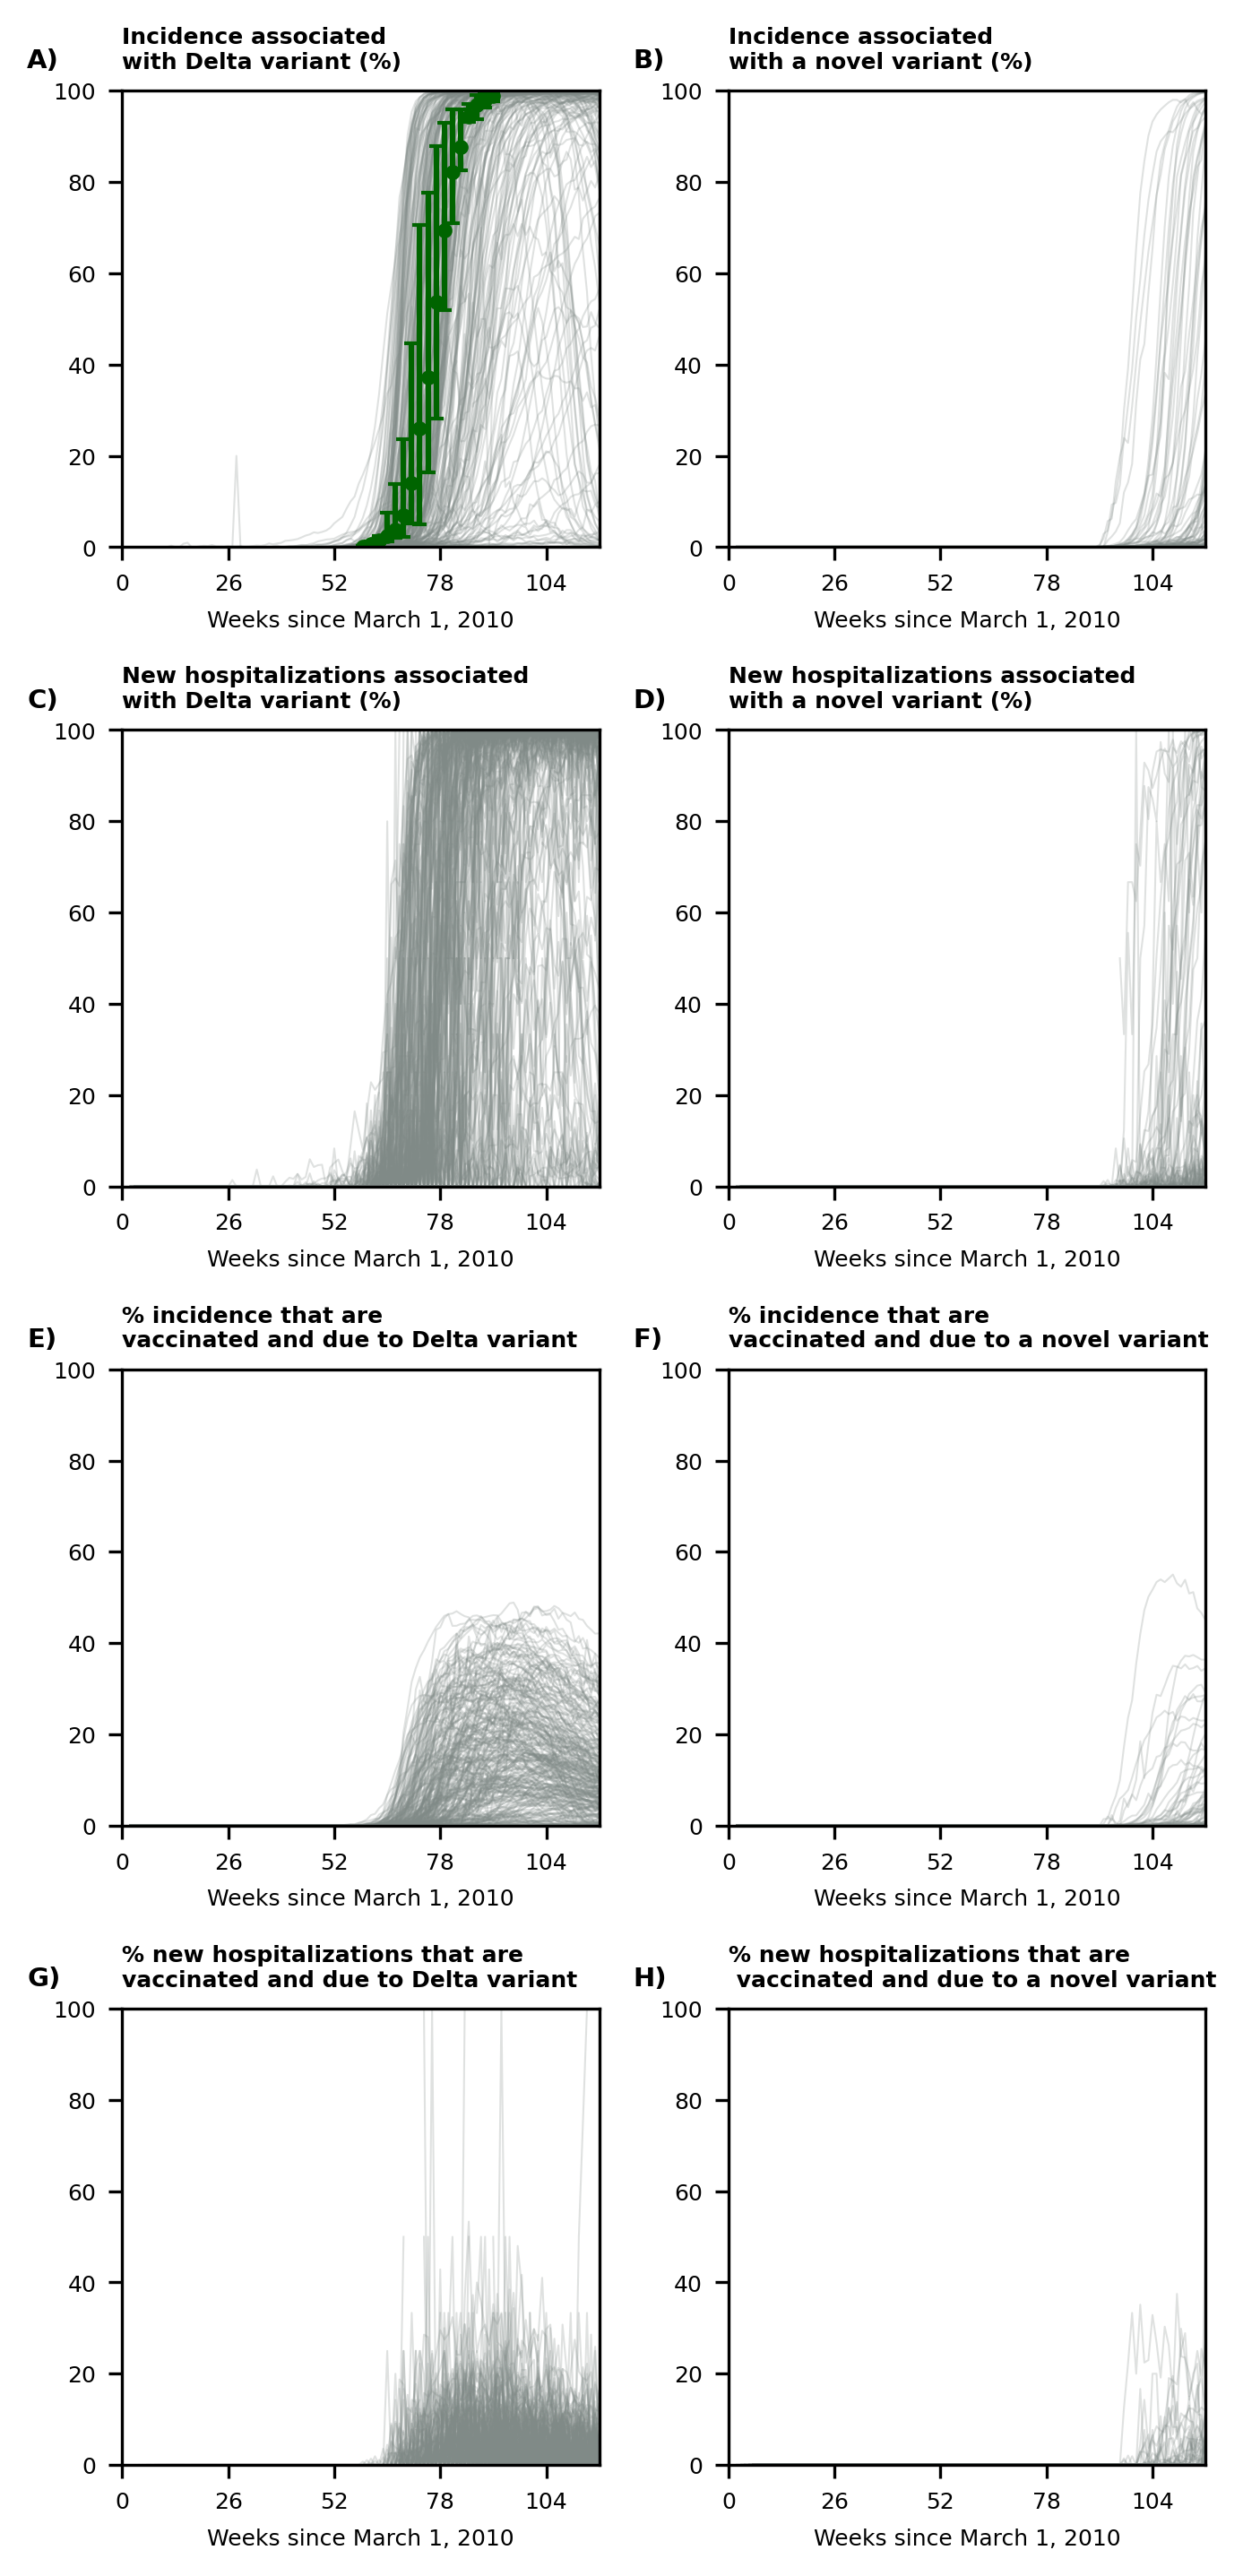 A)
Incidence associated
with Delta variant (%)
100
80
60
40
20
0
0 26 52 78 104
Weeks since March 1, 2010
B)
Incidence associated
with a novel variant (%)
100
80
60
40
20
0
0 26 52 78 104
Weeks since March 1, 2010
C)
New hospitalizations associated
with Delta variant (%)
100
80
60
40
20
0
0 26 52 78 104
Weeks since March 1, 2010
D)
New hospitalizations associated
with a novel variant (%)
100
80
60
40
20
0
0 26 52 78 104
Weeks since March 1, 2010
E)
% incidence that are
vaccinated and due to Delta variant
100
80
60
40
20
0
0 26 52 78 104
Weeks since March 1, 2010
F)
% incidence that are
vaccinated and due to a novel variant
100
80
60
40
20
0
0 26 52 78 104
Weeks since March 1, 2010
G)
% new hospitalizations that are
vaccinated and due to Delta variant
100
80
60
40
20
0
0 26 52 78 104
Weeks since March 1, 2010
H)
% new hospitalizations that are
vaccinated and due to a novel variant
100
80
60
40
20
0
0 26 52 78 104
Weeks since March 1, 2010